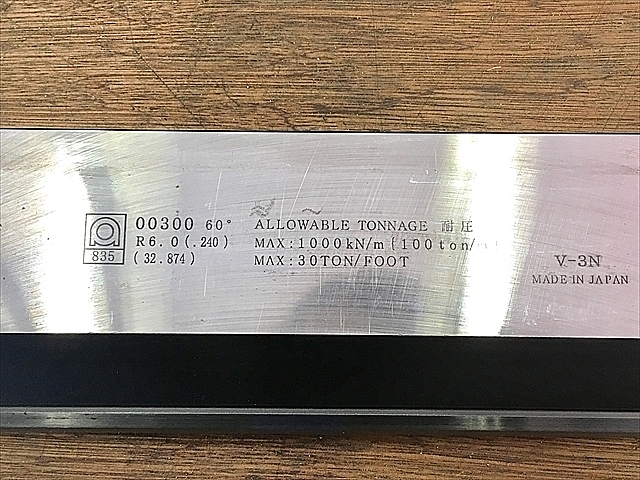 00300 60° ALLOWABLE TONNAGE 耐圧
R6.0(.240) MAX:1000kN/m{100ton/
835 (32.874) MAX:30TON/FOOT
V-3N
MADE IN JAPAN